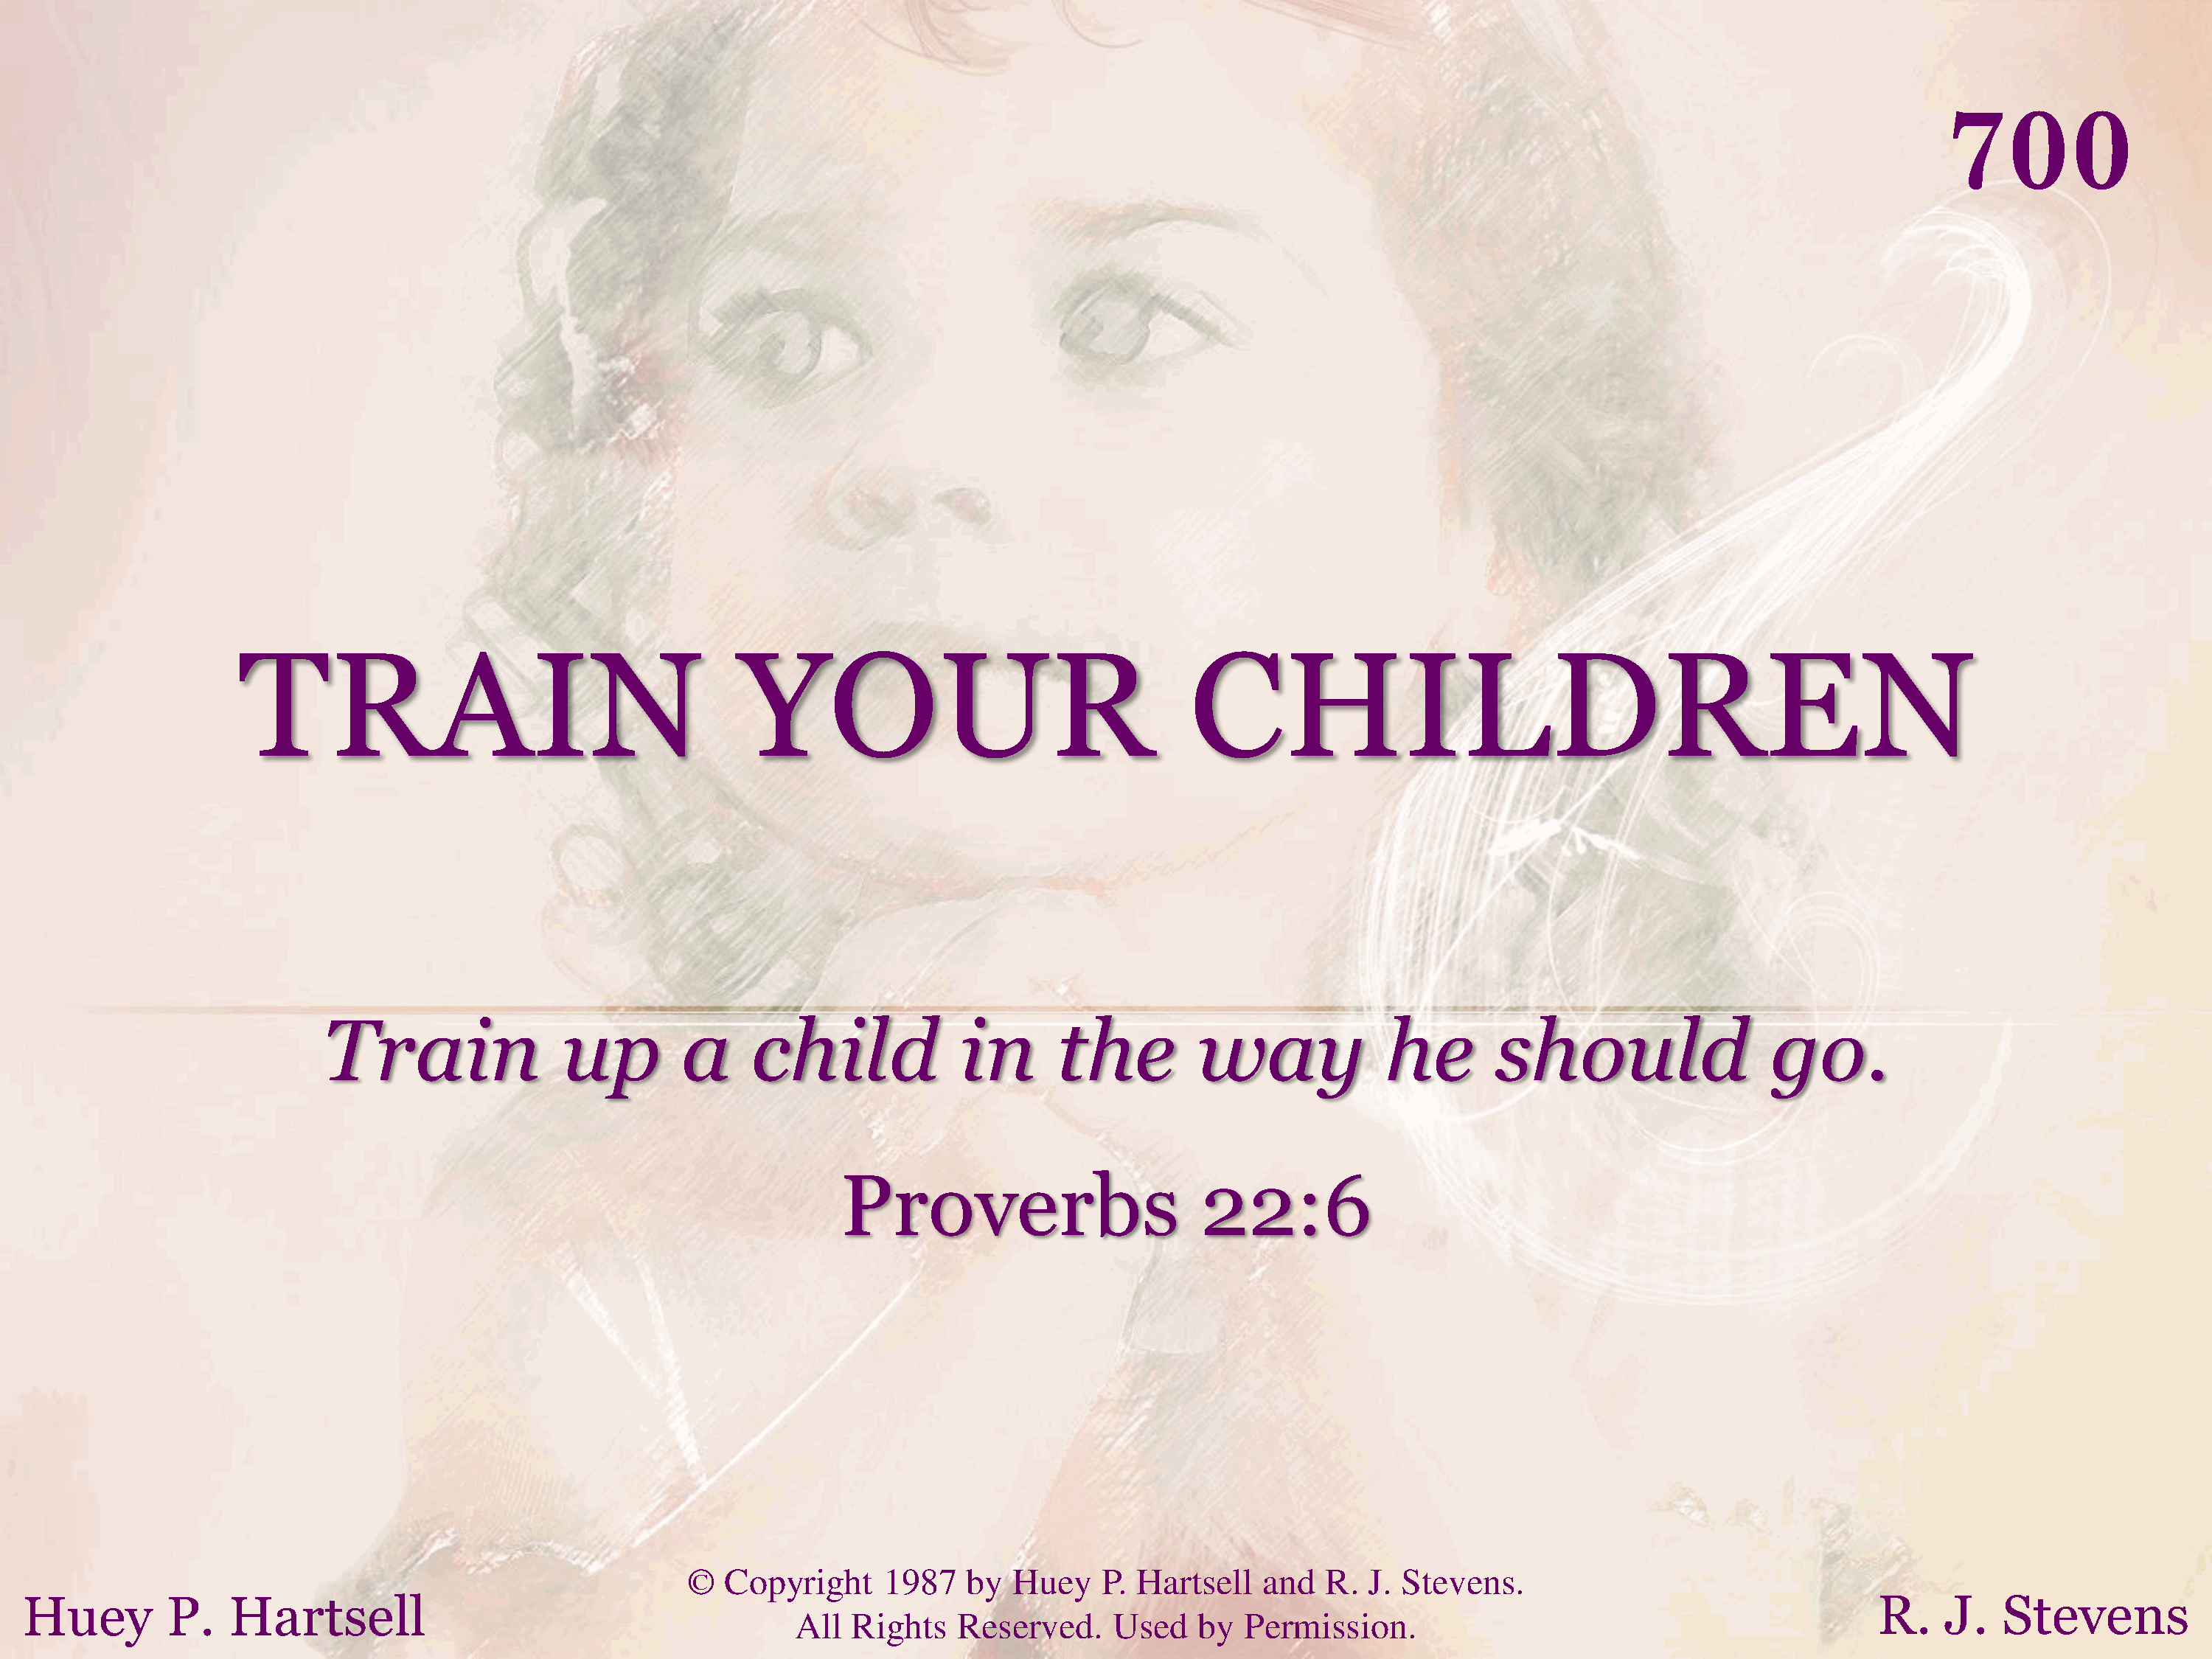 700
TRAIN YOUR CHILDREN
Train up a child in the way he should go.
Proverbs 22:6
© Copyright 1987 by Huey P. Hartsell and R. J. Stevens.
All Rights Reserved. Used by Permission.
Huey P. Hartsell
R. J. Stevens